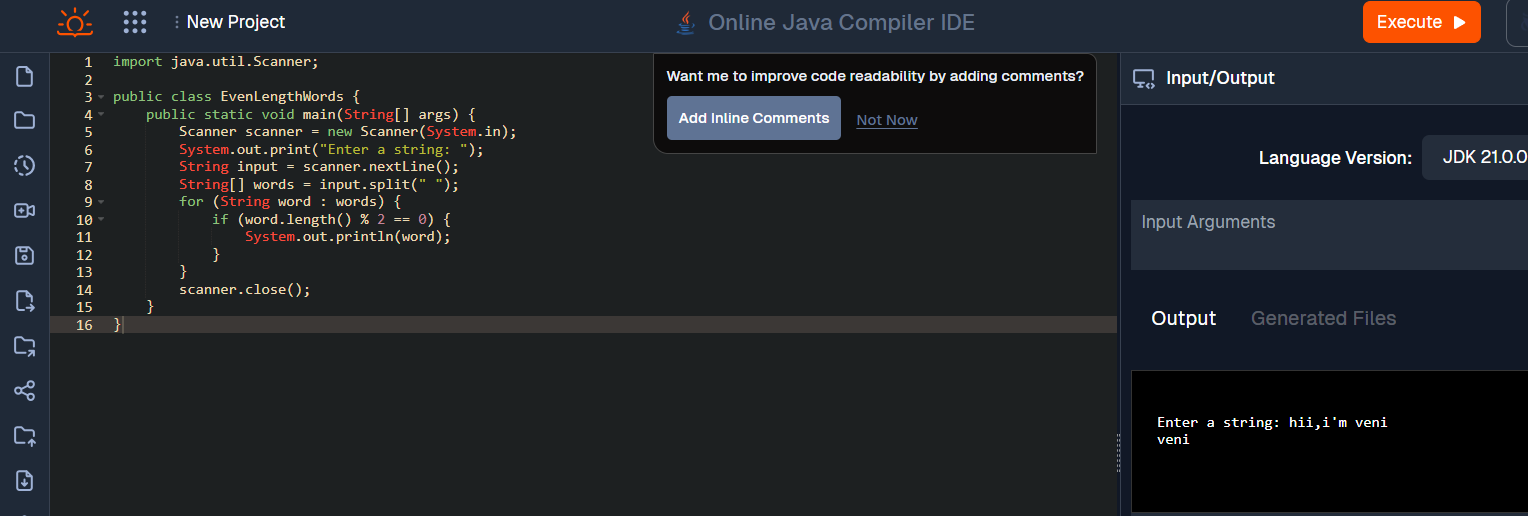 New Project
Online Java Compiler IDE
Execute
1 import java.util.Scanner;
2
3 public class EvenLengthWords {
4     public static void main(String[] args) {
5         Scanner scanner = new Scanner(System.in);
6         System.out.print("Enter a string: ");
7         String input = scanner.nextLine();
8         String[] words = input.split(" ");
9         for (String word : words) {
10             if (word.length() % 2 == 0) {
11                 System.out.println(word);
12             }
13         }
14         scanner.close();
15     }
16 }
Want me to improve code readability by adding comments?
Add Inline Comments
Not Now
Input/Output
Language Version: JDK 21.0.0
Input Arguments
Output Generated Files
Enter a string: hii,i'm veni
veni